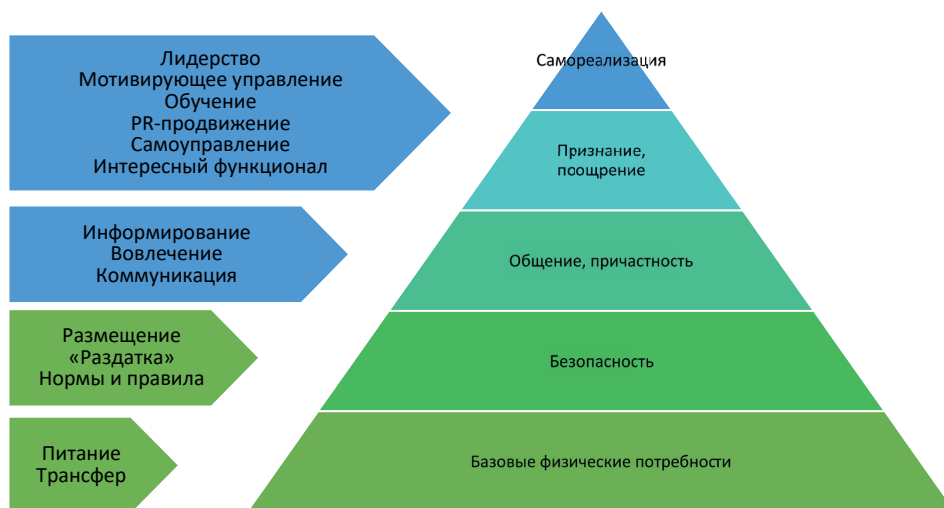 Лидерство
Мотивирующее управление
Обучение
PR-продвижение
Самоуправление
Интересный функционал
Информирование
Вовлечение
Коммуникация
Размещение
«Раздатка»
Нормы и правила
Питание
Трансфер
Самореализация
Признание,
поощрение
Общение, причастность
Безопасность
Базовые физические потребности